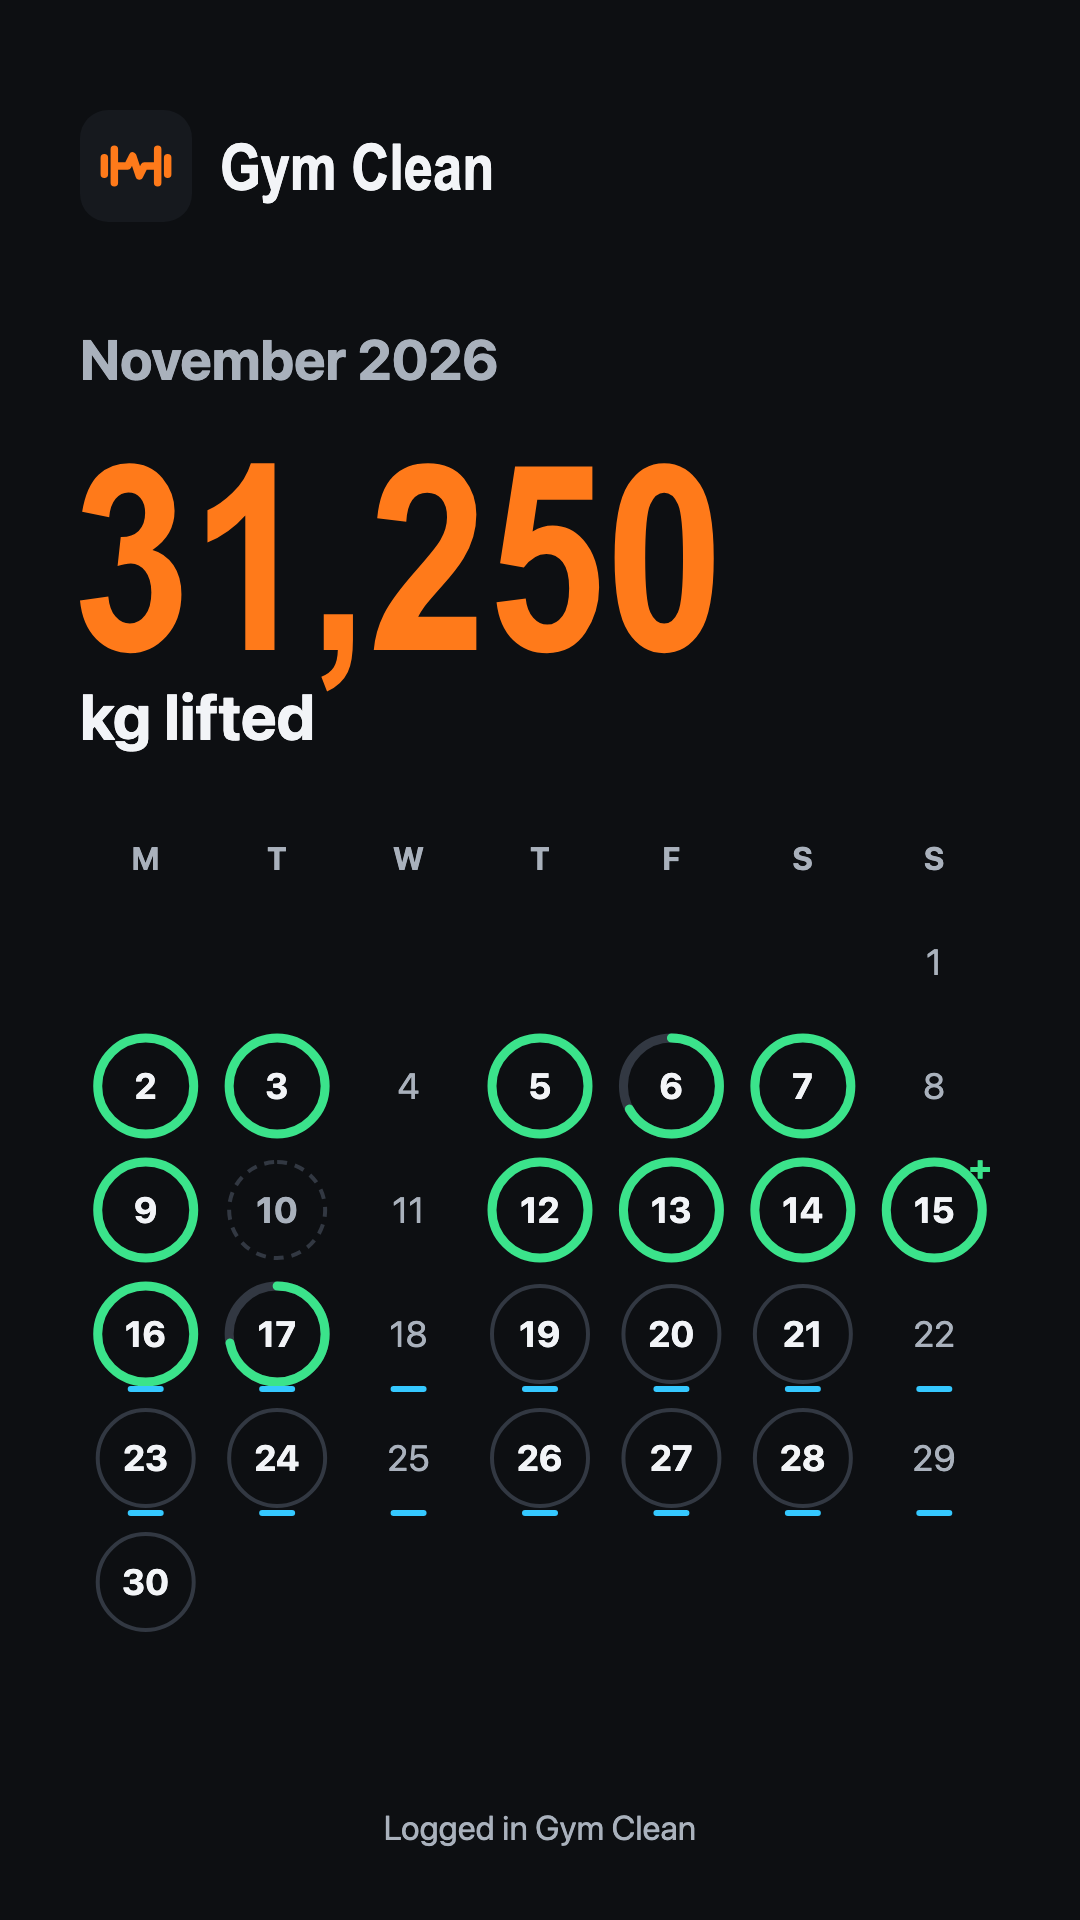 Gym Clean
November 2026
31,250
kg lifted
M T W T F S S
1
2 3 4 5 6 7 8
9 10 11 12 13 14 15 +
16 17 18 19 20 21 22
23 24 25 26 27 28 29
30
Logged in Gym Clean